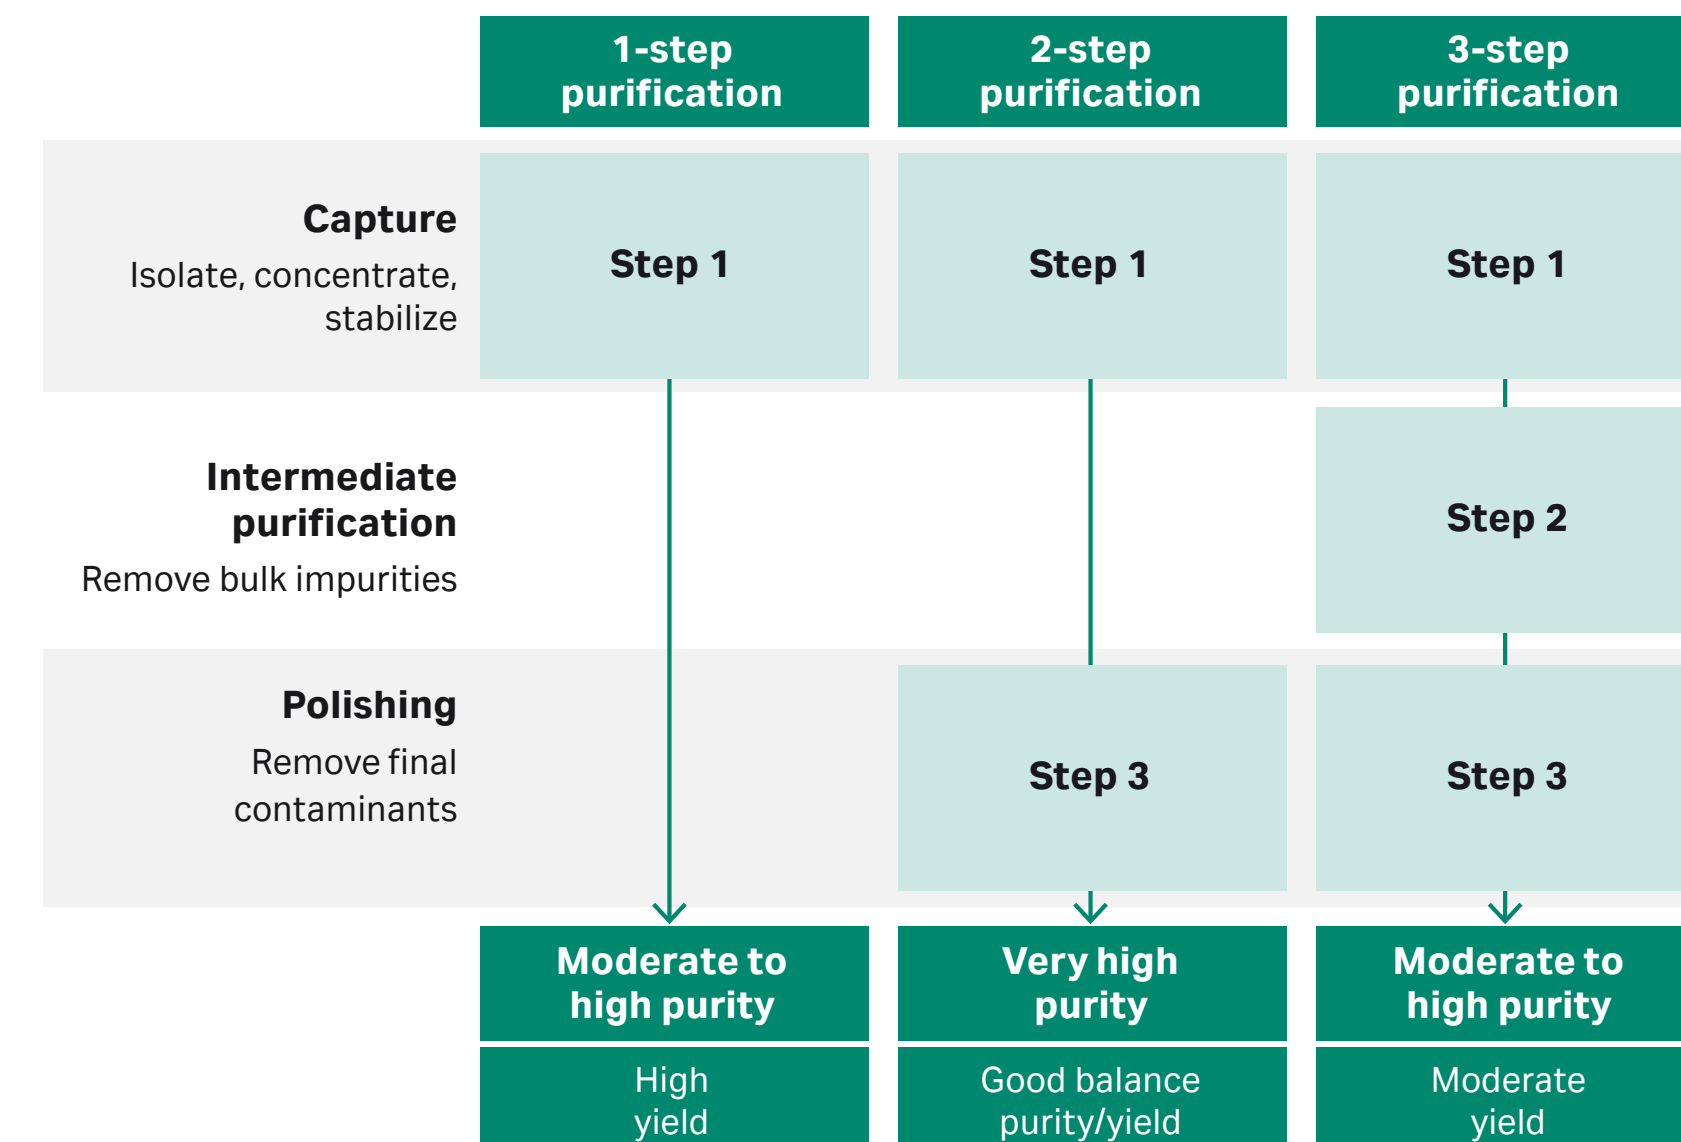 1-step
purification
2-step
purification
3-step
purification
Capture
Isolate, concentrate,
stabilize
Step 1
Step 1
Step 1
Intermediate
purification
Remove bulk impurities
Step 2
Polishing
Remove final
contaminants
Step 3
Step 3
Moderate to
high purity
Very high
purity
Moderate to
high purity
High
yield
Good balance
purity/yield
Moderate
yield